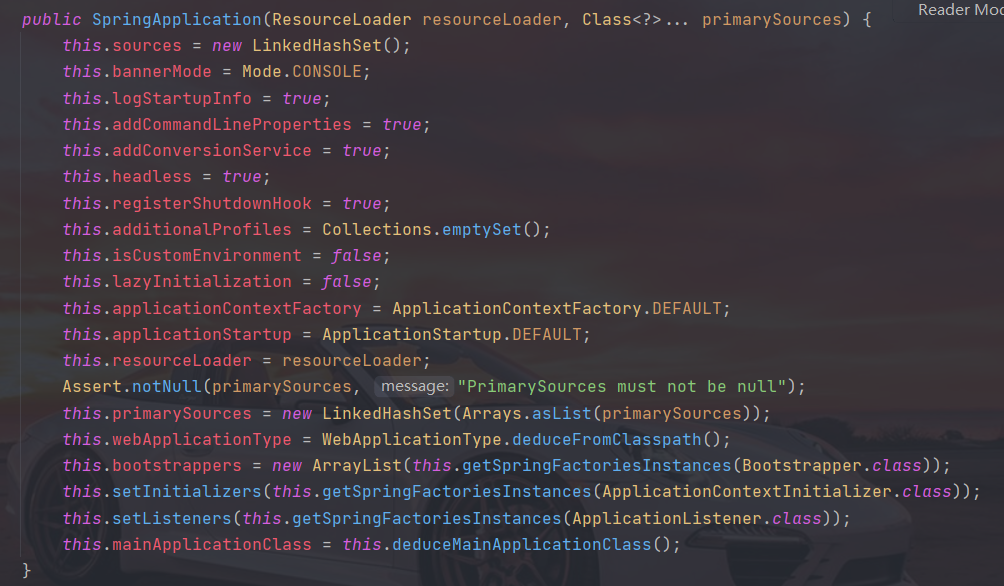 Reader Mod
public SpringApplication(ResourceLoader resourceLoader, Class<?>... primarySources) {
this.sources = new LinkedHashSet();
this.bannerMode = Mode.CONSOLE;
this.logStartupInfo = true;
this.addCommandLineProperties = true;
this.addConversionService = true;
this.headless = true;
this.registerShutdownHook = true;
this.additionalProfiles = Collections.emptySet();
this.isCustomEnvironment = false;
this.lazyInitialization = false;
this.applicationContextFactory = ApplicationContextFactory.DEFAULT;
this.applicationStartup = ApplicationStartup.DEFAULT;
this.resourceLoader = resourceLoader;
Assert.notNull(primarySources, message: "PrimarySources must not be null");
this.primarySources = new LinkedHashSet(Arrays.asList(primarySources));
this.webApplicationType = WebApplicationType.deduceFromClasspath();
this.bootstrappers = new ArrayList(this.getSpringFactoriesInstances(Bootstrapper.class));
this.setInitializers(this.getSpringFactoriesInstances(ApplicationContextInitializer.class));
this.setListeners(this.getSpringFactoriesInstances(ApplicationListener.class));
this.mainApplicationClass = this.deduceMainApplicationClass();
}